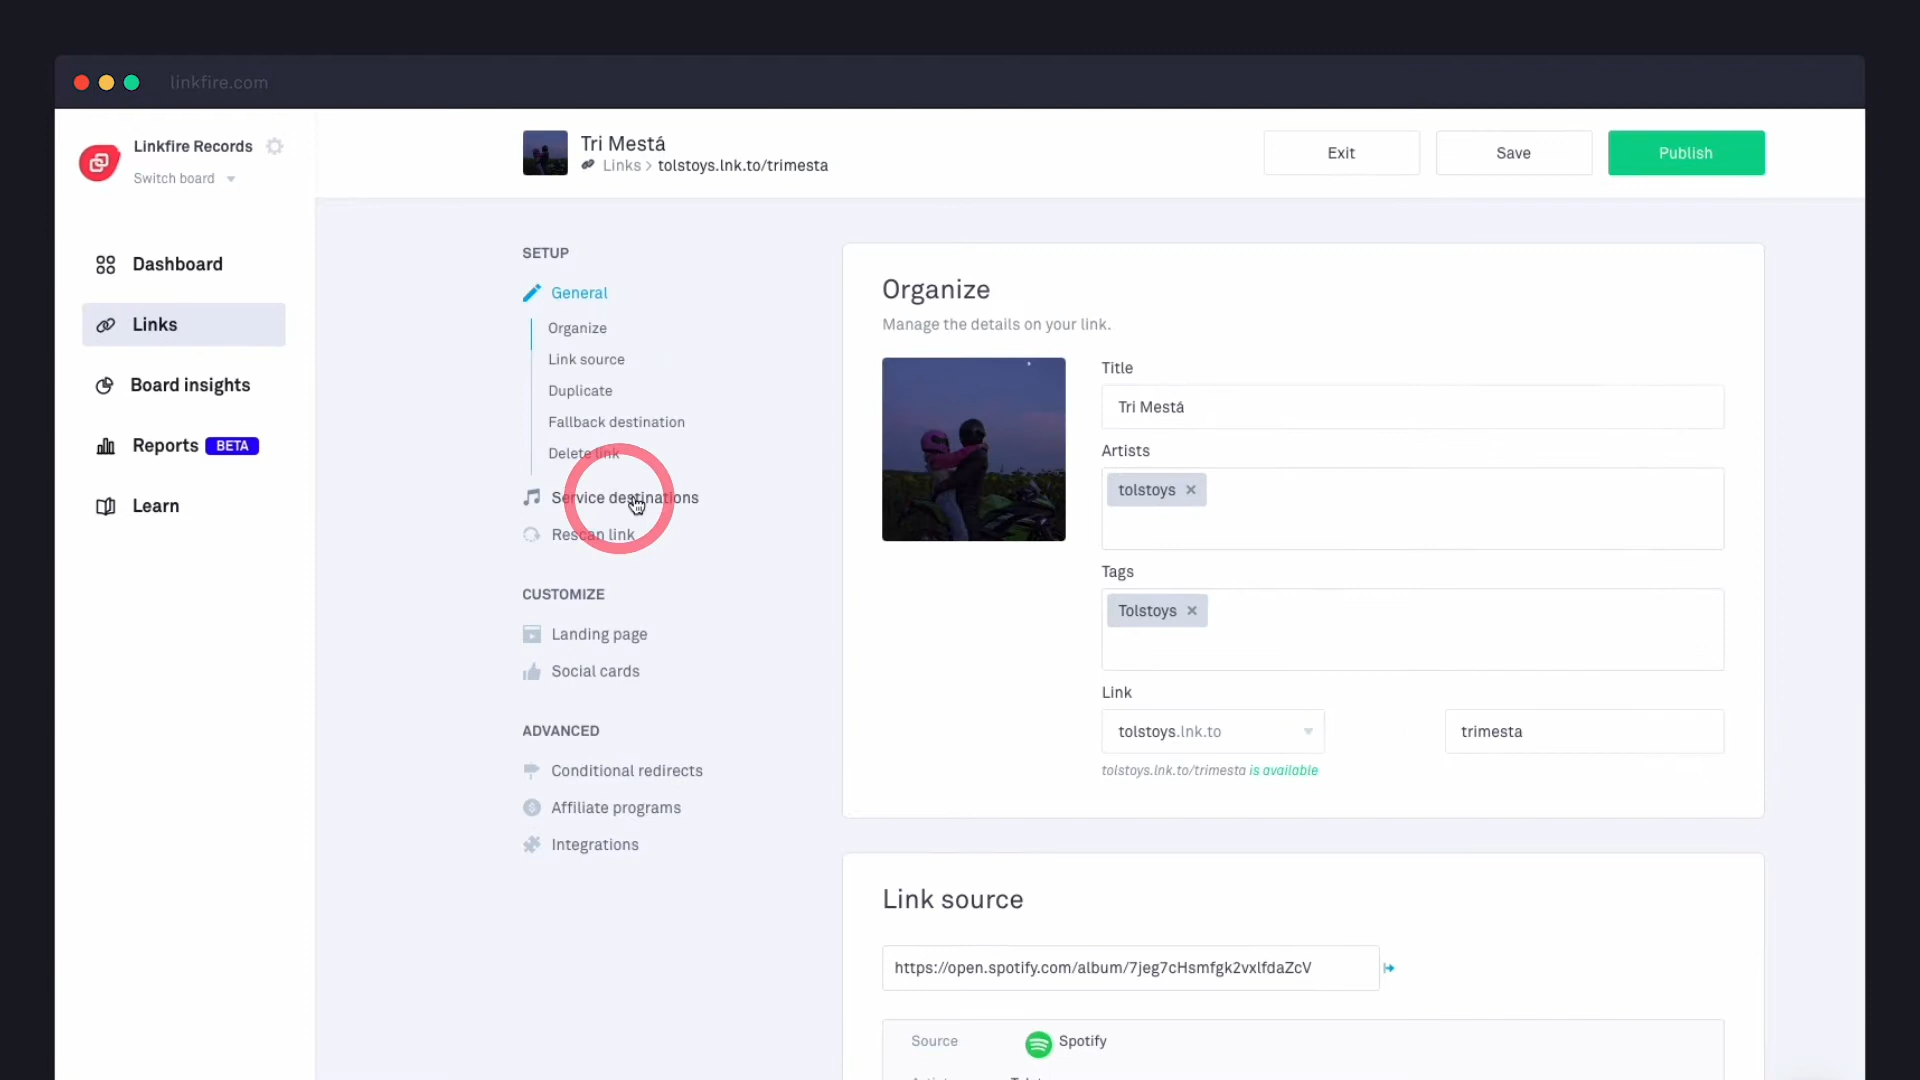 linkfire.com
Linkfire Records
Switch board
Dashboard
Links
Board insights
Reports BETA
Learn
Tri Mestá
Links > tolstoys.lnk.to/trimesta
Exit
Save
Publish
SETUP
General
Organize
Link source
Duplicate
Fallback destination
Delete link
Service destinations
Rescan link
CUSTOMIZE
Landing page
Social cards
ADVANCED
Conditional redirects
Affiliate programs
Integrations
Organize
Manage the details on your link.
Title
Tri Mestá
Artists
tolstoys ×
Tags
Tolstoys ×
Link
tolstoys.lnk.to
trimesta
tolstoys.lnk.to/trimesta is available
Link source
https://open.spotify.com/album/7jeg7cHsmfgk2vxlfdaZcV
Source
Spotify